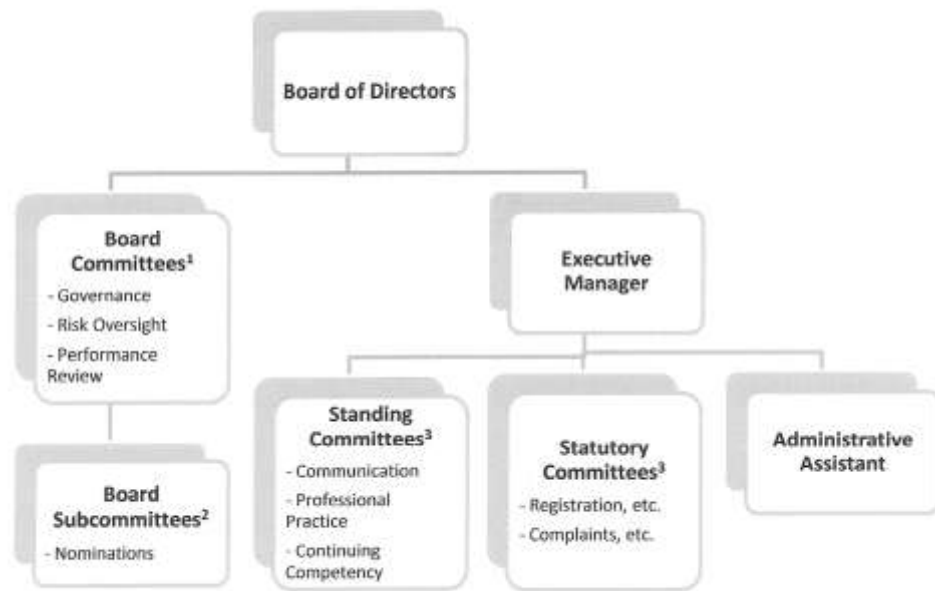 Board of Directors
Board
Committees¹
- Governance
- Risk Oversight
- Performance
Review
Executive
Manager
Board
Subcommittees²
- Nominations
Standing
Committees³
- Communication
- Professional
Practice
- Continuing
Competency
Statutory
Committees³
- Registration, etc.
- Complaints, etc.
Administrative
Assistant